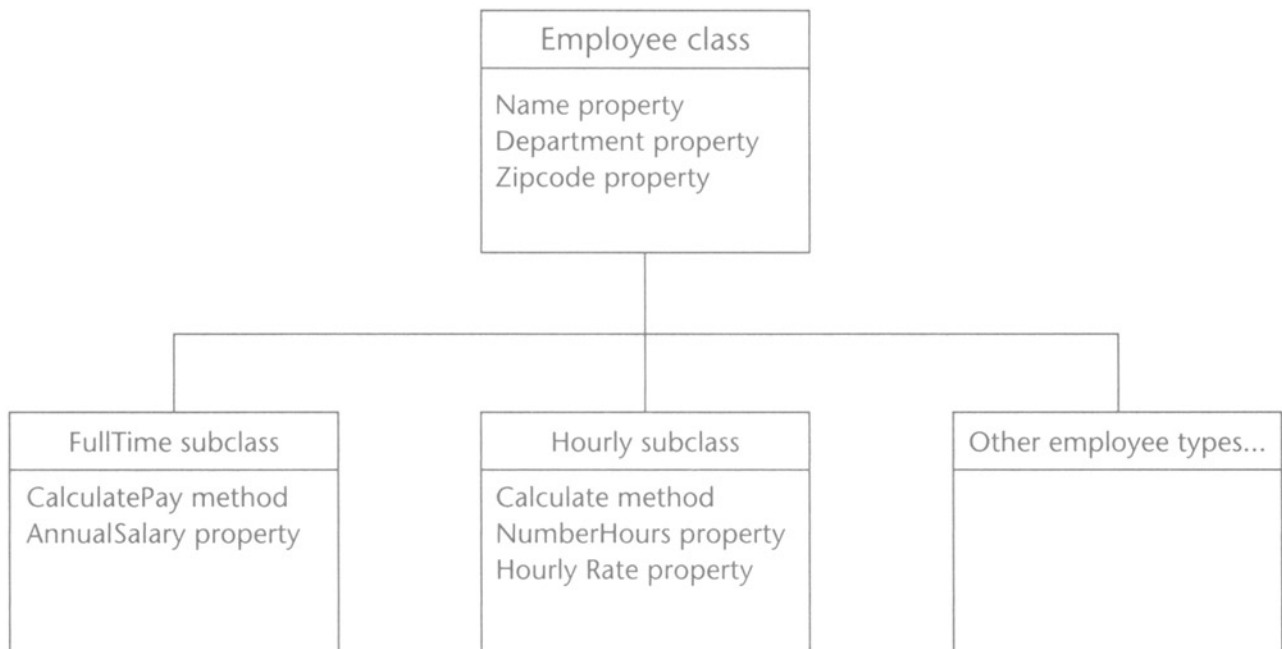 Employee class
Name property
Department property
Zipcode property
FullTime subclass
CalculatePay method
AnnualSalary property
Hourly subclass
Calculate method
NumberHours property
Hourly Rate property
Other employee types...